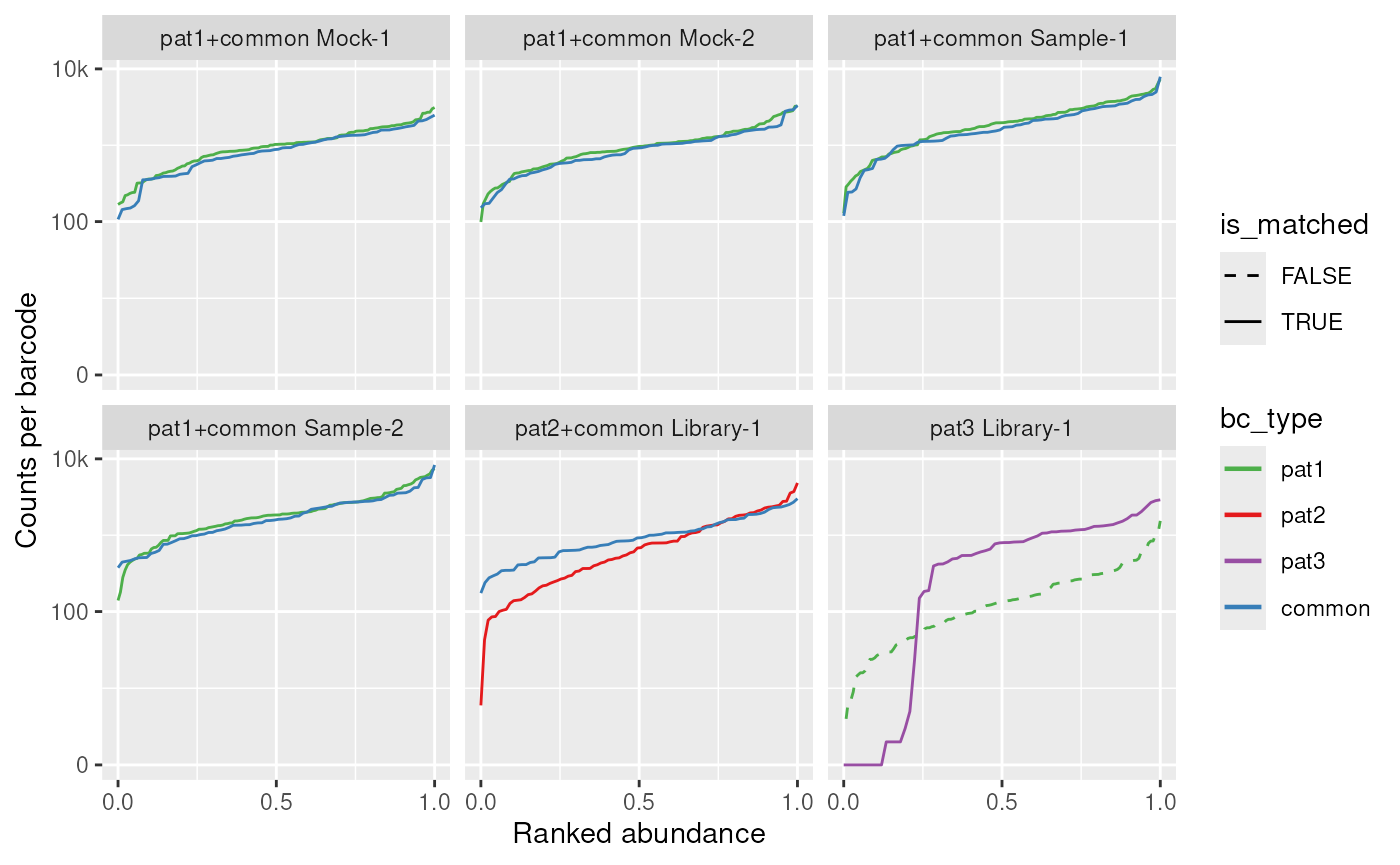 pat1+common Mock-1
pat1+common Mock-2
pat1+common Sample-1
10k
100
0
pat1+common Sample-2
pat2+common Library-1
pat3 Library-1
10k
100
0
0.0
0.5
1.0
0.0
0.5
1.0
0.0
0.5
1.0
Ranked abundance
Counts per barcode
is_matched
FALSE
TRUE
bc_type
pat1
pat2
pat3
common